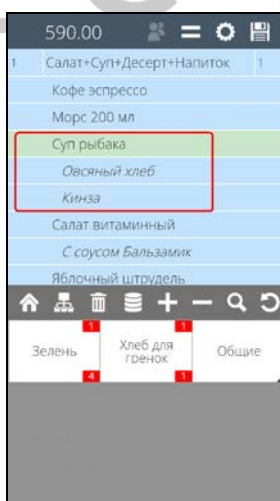 590.00
1 Салат+Суп+Десерт+Напиток 1
Кофе эспрессо
Морс 200 мл
Суп рыбака
Овсяный хлеб
Кинза
Салат витаминный
С соусом Бальзамик
Яблочный штрудель
1 1
Зелень Хлеб для гренок Общие
4 1